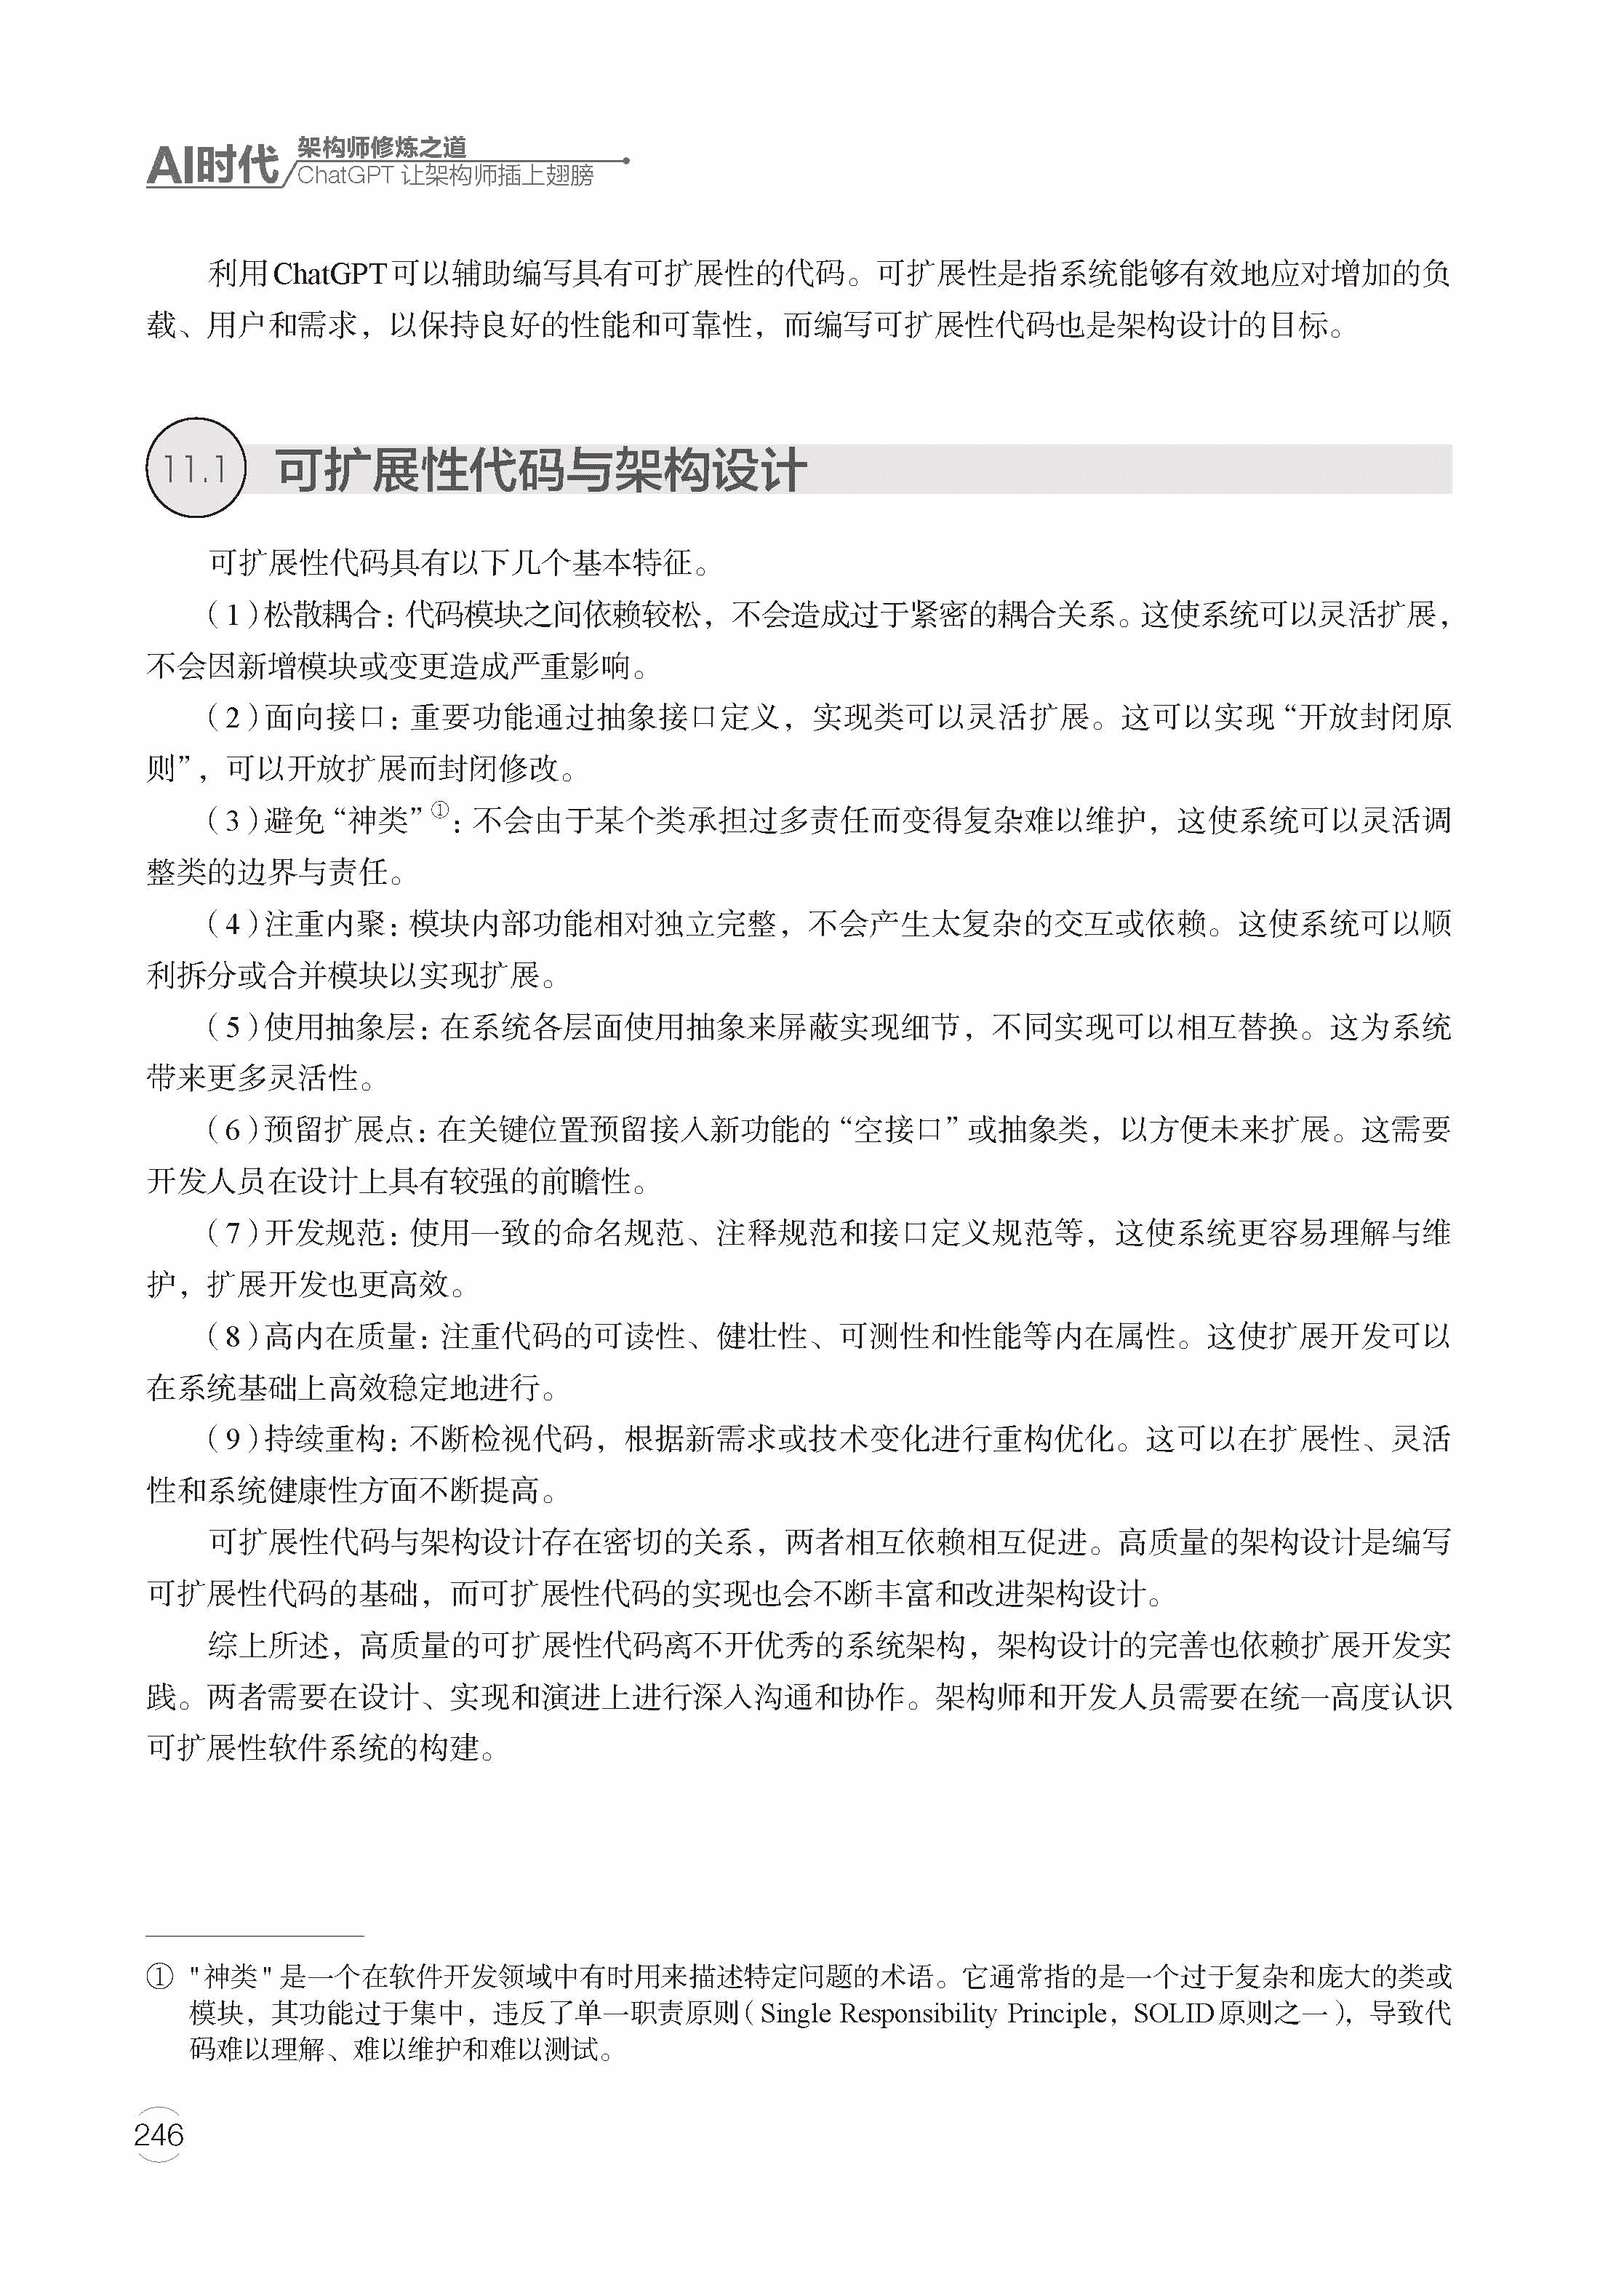 AI时代
架构师修炼之道
ChatGPT 让架构师插上翅膀
利用ChatGPT可以辅助编写具有可扩展性的代码。可扩展性是指系统能够有效地应对增加的负
载、用户和需求，以保持良好的性能和可靠性，而编写可扩展性代码也是架构设计的目标。
11.1 可扩展性代码与架构设计
可扩展性代码具有以下几个基本特征。
（1）松散耦合：代码模块之间依赖较松，不会造成过于紧密的耦合关系。这使系统可以灵活扩展，
不会因新增模块或变更造成严重影响。
（2）面向接口：重要功能通过抽象接口定义，实现类可以灵活扩展。这可以实现“开放封闭原
则”，可以开放扩展而封闭修改。
（3）避免“神类”①：不会由于某个类承担过多责任而变得复杂难以维护，这使系统可以灵活调
整类的边界与责任。
（4）注重内聚：模块内部功能相对独立完整，不会产生太复杂的交互或依赖。这使系统可以顺
利拆分或合并模块以实现扩展。
（5）使用抽象层：在系统各层面使用抽象来屏蔽实现细节，不同实现可以相互替换。这为系统
带来更多灵活性。
（6）预留扩展点：在关键位置预留接入新功能的“空接口”或抽象类，以方便未来扩展。这需要
开发人员在设计上具有较强的前瞻性。
（7）开发规范：使用一致的命名规范、注释规范和接口定义规范等，这使系统更容易理解与维
护，扩展开发也更高效。
（8）高内在质量：注重代码的可读性、健壮性、可测性和性能等内在属性。这使扩展开发可以
在系统基础上高效稳定地进行。
（9）持续重构：不断检视代码，根据新需求或技术变化进行重构优化。这可以在扩展性、灵活
性和系统健康性方面不断提高。
可扩展性代码与架构设计存在密切的关系，两者相互依赖相互促进。高质量的架构设计是编写
可扩展性代码的基础，而可扩展性代码的实现也会不断丰富和改进架构设计。
综上所述，高质量的可扩展性代码离不开优秀的系统架构，架构设计的完善也依赖扩展开发实
践。两者需要在设计、实现和演进上进行深入沟通和协作。架构师和开发人员需要在统一高度认识
可扩展性软件系统的构建。
① "神类"是一个在软件开发领域中有时用来描述特定问题的术语。它通常指的是一个过于复杂和庞大的类或
模块，其功能过于集中，违反了单一职责原则（Single Responsibility Principle，SOLID原则之一），导致代
码难以理解、难以维护和难以测试。
246